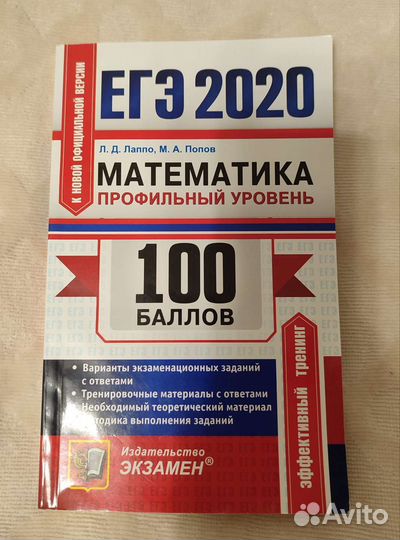 К НОВОЙ ОФИЦИАЛЬНОЙ ВЕРСИИ
ЕГЭ 2020
Л. Д. Лаппо, М. А. Попов
МАТЕМАТИКА
ПРОФИЛЬНЫЙ УРОВЕНЬ
100
БАЛЛОВ
• Варианты экзаменационных заданий
с ответами
• Тренировочные материалы с ответами
• Необходимый теоретический материал
етодика выполнения заданий
эффективный тренинг
Издательство
ЭКЗАМЕН®
Avito